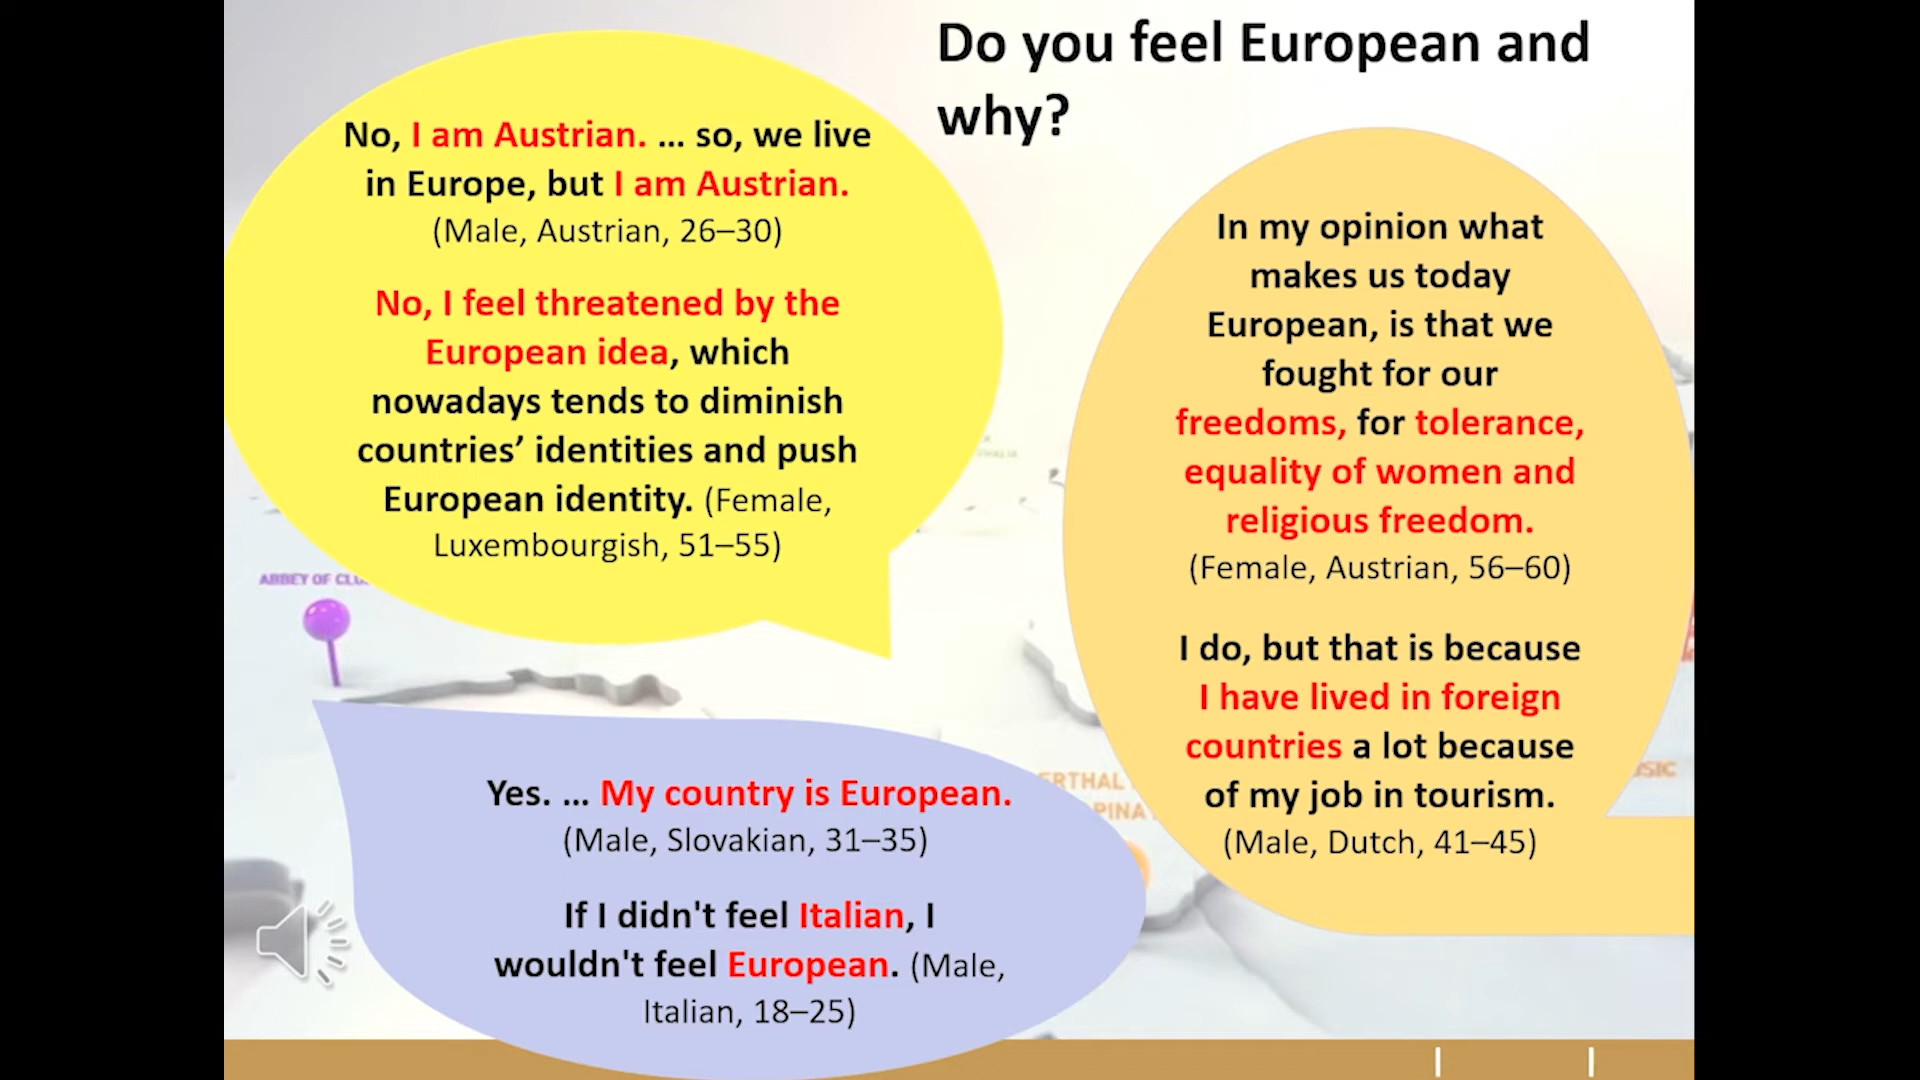 Do you feel European and
why?
No, I am Austrian. ... so, we live
in Europe, but I am Austrian.
(Male, Austrian, 26–30)
No, I feel threatened by the
European idea, which
nowadays tends to diminish
countries’ identities and push
European identity. (Female,
Luxembourgish, 51–55)
In my opinion what
makes us today
European, is that we
fought for our
freedoms, for tolerance,
equality of women and
religious freedom.
(Female, Austrian, 56–60)
I do, but that is because
I have lived in foreign
countries a lot because
of my job in tourism.
(Male, Dutch, 41–45)
Yes. ... My country is European.
(Male, Slovakian, 31–35)
If I didn't feel Italian, I
wouldn't feel European. (Male,
Italian, 18–25)
ABBEY OF